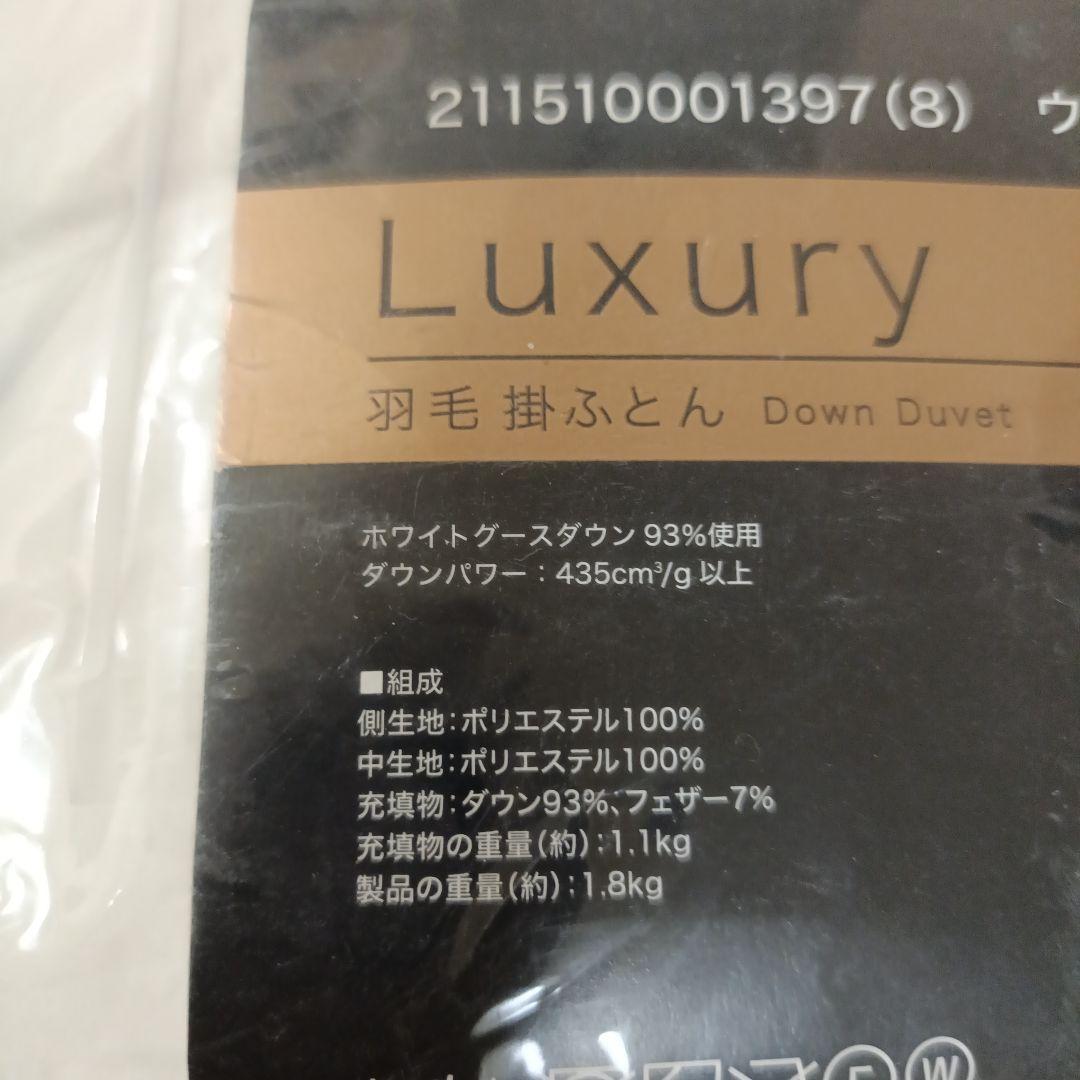 211510001397(8) ウ
Luxury
羽毛 掛ふとん Down Duvet
ホワイトグースダウン 93%使用
ダウンパワー：435cm³/g 以上
■組成
側生地：ポリエステル100%
中生地：ポリエステル100%
充填物：ダウン93%、フェザー7%
充填物の重量(約)：1.1kg
製品の重量(約)：1.8kg
F W